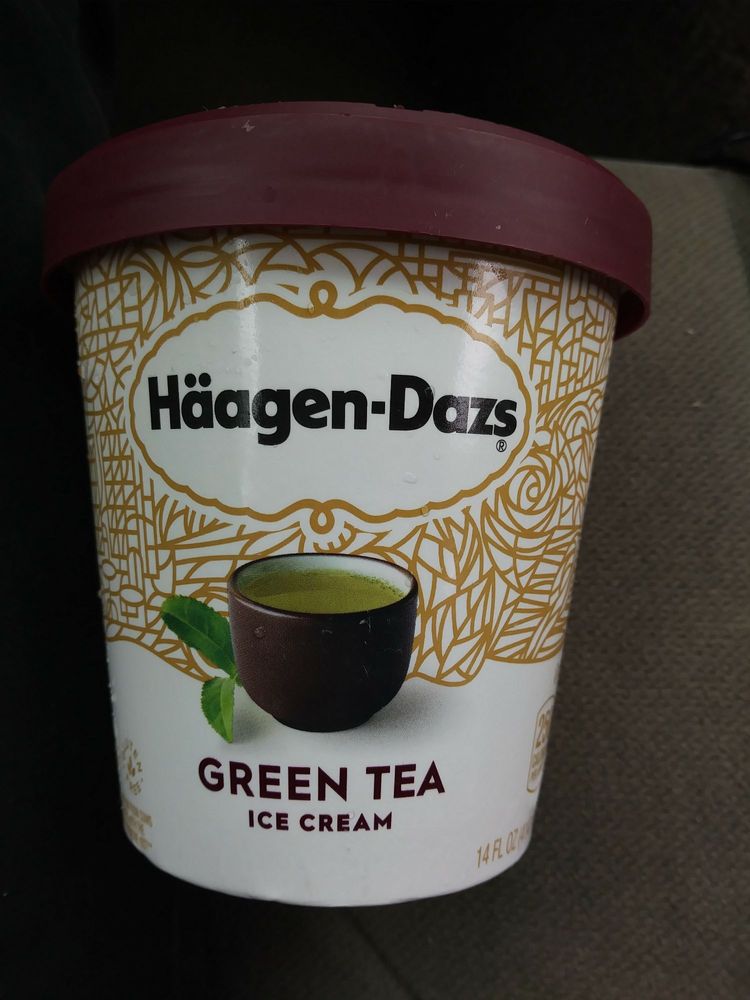 Häagen-Dazs
®
GREEN TEA
ICE CREAM
14 FL OZ